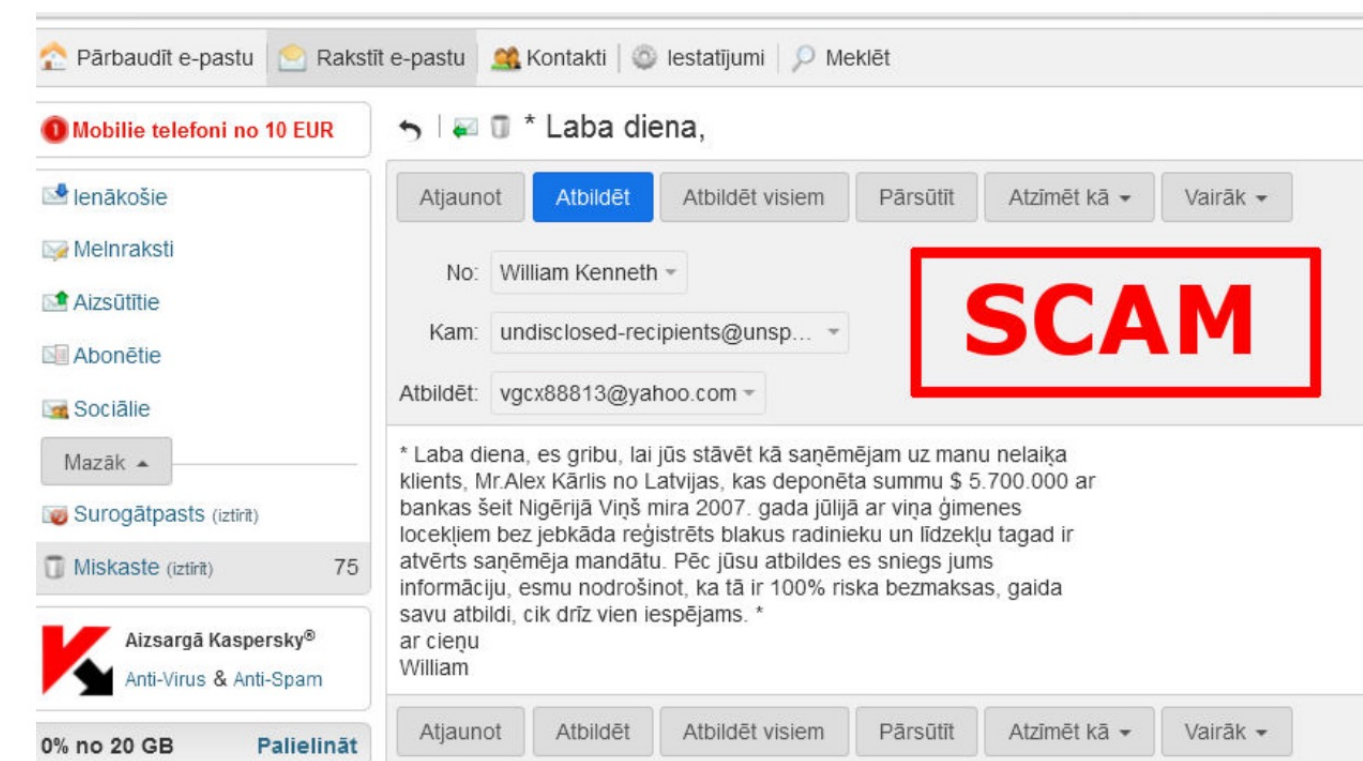 Pārbaudīt e-pastu Rakstīt e-pastu Kontakti Iestatījumi Meklēt
1 Mobilie telefoni no 10 EUR
* Laba diena,
Ienākošie
Melnraksti
Aizsūtītie
Abonētie
Sociālie
Mazāk
Surogātpasts (iztirīt)
Miskaste (iztirīt) 75
Aizsargā Kaspersky®
Anti-Virus & Anti-Spam
0% no 20 GB Palielināt
Atjaunot Atbildēt Atbildēt visiem Pārsūtīt Atzīmēt kā Vairāk
No: William Kenneth
Kam: undisclosed-recipients@unsp...
Atbildēt: vgcx88813@yahoo.com
SCAM
* Laba diena, es gribu, lai jūs stāvēt kā saņēmējam uz manu nelaiķa
klients, Mr.Alex Kārlis no Latvijas, kas deponēta summu $ 5.700.000 ar
bankas šeit Nigērijā Viņš mira 2007. gada jūlijā ar viņa ģimenes
locekļiem bez jebkāda reģistrēts blakus radinieku un līdzekļu tagad ir
atvērts saņēmēja mandātu. Pēc jūsu atbildes es sniegs jums
informāciju, esmu nodrošinot, ka tā ir 100% riska bezmaksas, gaida
savu atbildi, cik drīz vien iespējams. *
ar cieņu
William
Atjaunot Atbildēt Atbildēt visiem Pārsūtīt Atzīmēt kā Vairāk